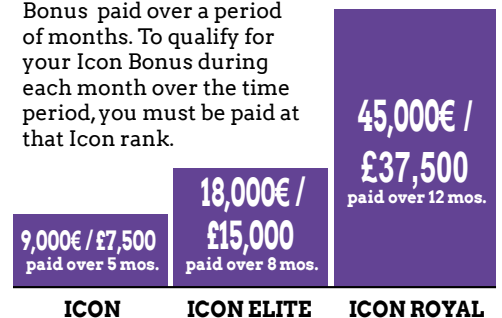 Bonus paid over a period
of months. To qualify for
your Icon Bonus during
each month over the time
period, you must be paid at
that Icon rank.
9,000€ / £7,500
paid over 5 mos.
18,000€ /
£15,000
paid over 8 mos.
45,000€ /
£37,500
paid over 12 mos.
ICON
ICON ELITE
ICON ROYAL